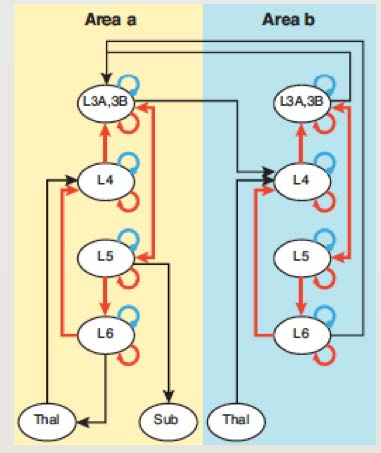 Area a
Area b
L3A,3B
L3A,3B
L4
L4
L5
L5
L6
L6
Thal
Sub
Thal